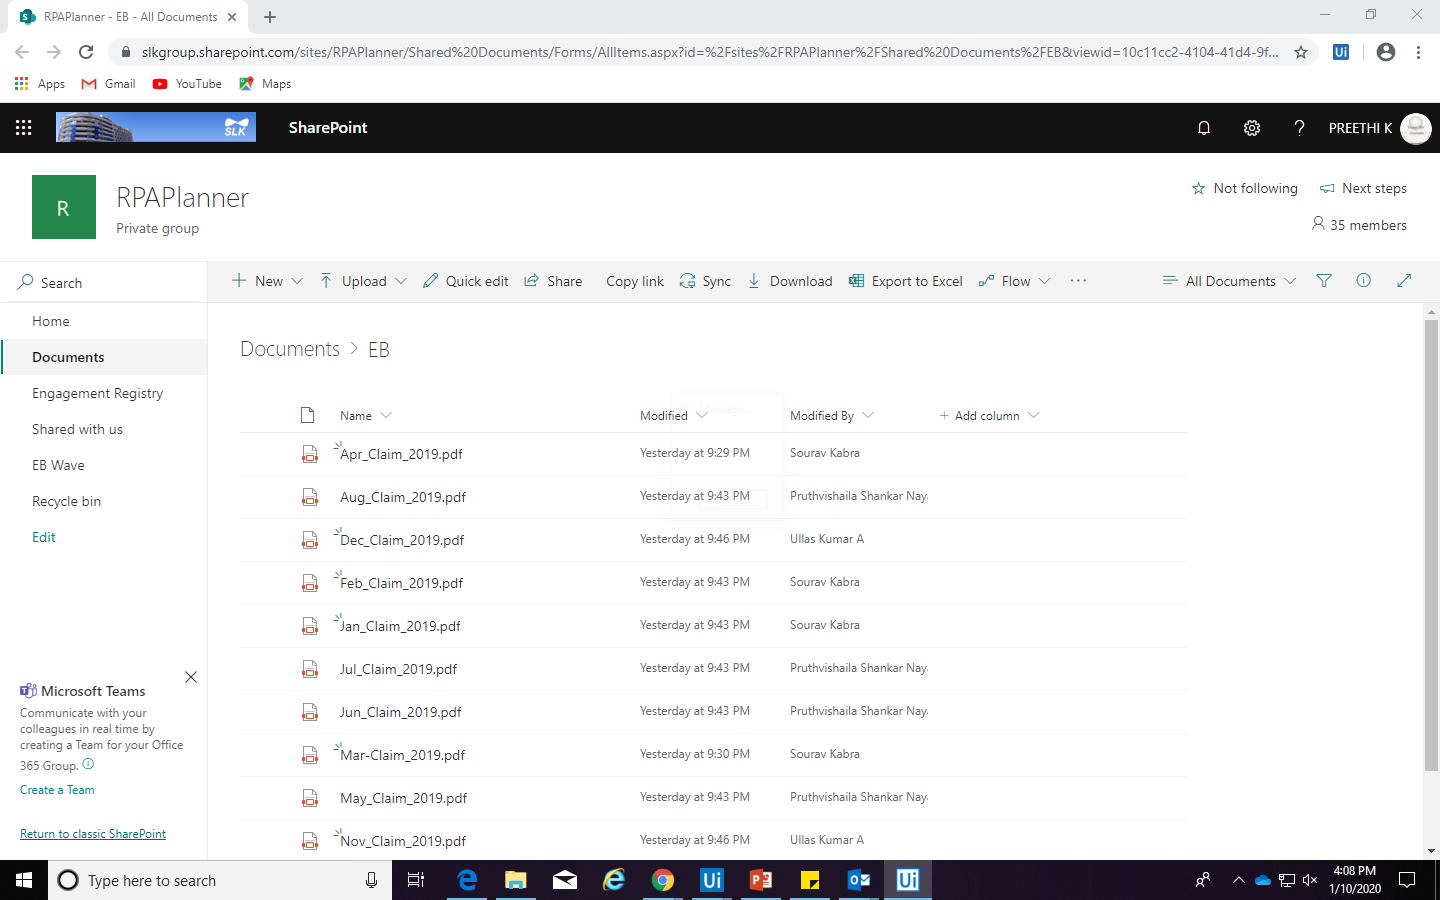 RPAPlanner - EB - All Documents
slkgroup.sharepoint.com/sites/RPAPlanner/Shared%20Documents/Forms/AllItems.aspx?id=%2Fsites%2FRPAPlanner%2FShared%20Documents%2FEB&viewid=10c11cc2-4104-41d4-9f...
Ui
Apps Gmail YouTube Maps
SLK SharePoint ? PREETHI K
R RPAPlanner
Private group
Not following Next steps
35 members
Search
New Upload Quick edit Share Copy link Sync Download Export to Excel Flow ... All Documents
Home
Documents
Engagement Registry
Shared with us
EB Wave
Recycle bin
Edit
Documents > EB
Name Modified Modified By + Add column
Apr_Claim_2019.pdf Yesterday at 9:29 PM Sourav Kabra
Aug_Claim_2019.pdf Yesterday at 9:43 PM Pruthvishaila Shankar Nay
Dec_Claim_2019.pdf Yesterday at 9:46 PM Ullas Kumar A
Feb_Claim_2019.pdf Yesterday at 9:43 PM Sourav Kabra
Jan_Claim_2019.pdf Yesterday at 9:43 PM Sourav Kabra
Jul_Claim_2019.pdf Yesterday at 9:43 PM Pruthvishaila Shankar Nay
Jun_Claim_2019.pdf Yesterday at 9:43 PM Pruthvishaila Shankar Nay
Mar-Claim_2019.pdf Yesterday at 9:30 PM Sourav Kabra
May_Claim_2019.pdf Yesterday at 9:43 PM Pruthvishaila Shankar Nay
Nov_Claim_2019.pdf Yesterday at 9:46 PM Ullas Kumar A
Microsoft Teams
Communicate with your
colleagues in real time by
creating a Team for your Office
365 Group.
Create a Team
Return to classic SharePoint
Type here to search
Ui
Ui
4:08 PM
1/10/2020